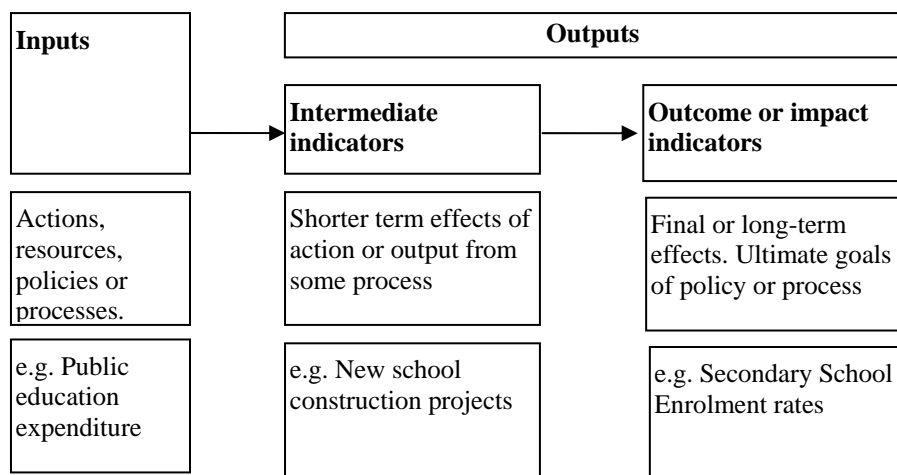 Inputs
Outputs
Intermediate
indicators
Outcome or impact
indicators
Actions,
resources,
policies or
processes.
Shorter term effects of
action or output from
some process
Final or long-term
effects. Ultimate goals
of policy or process
e.g. Public
education
expenditure
e.g. New school
construction projects
e.g. Secondary School
Enrolment rates